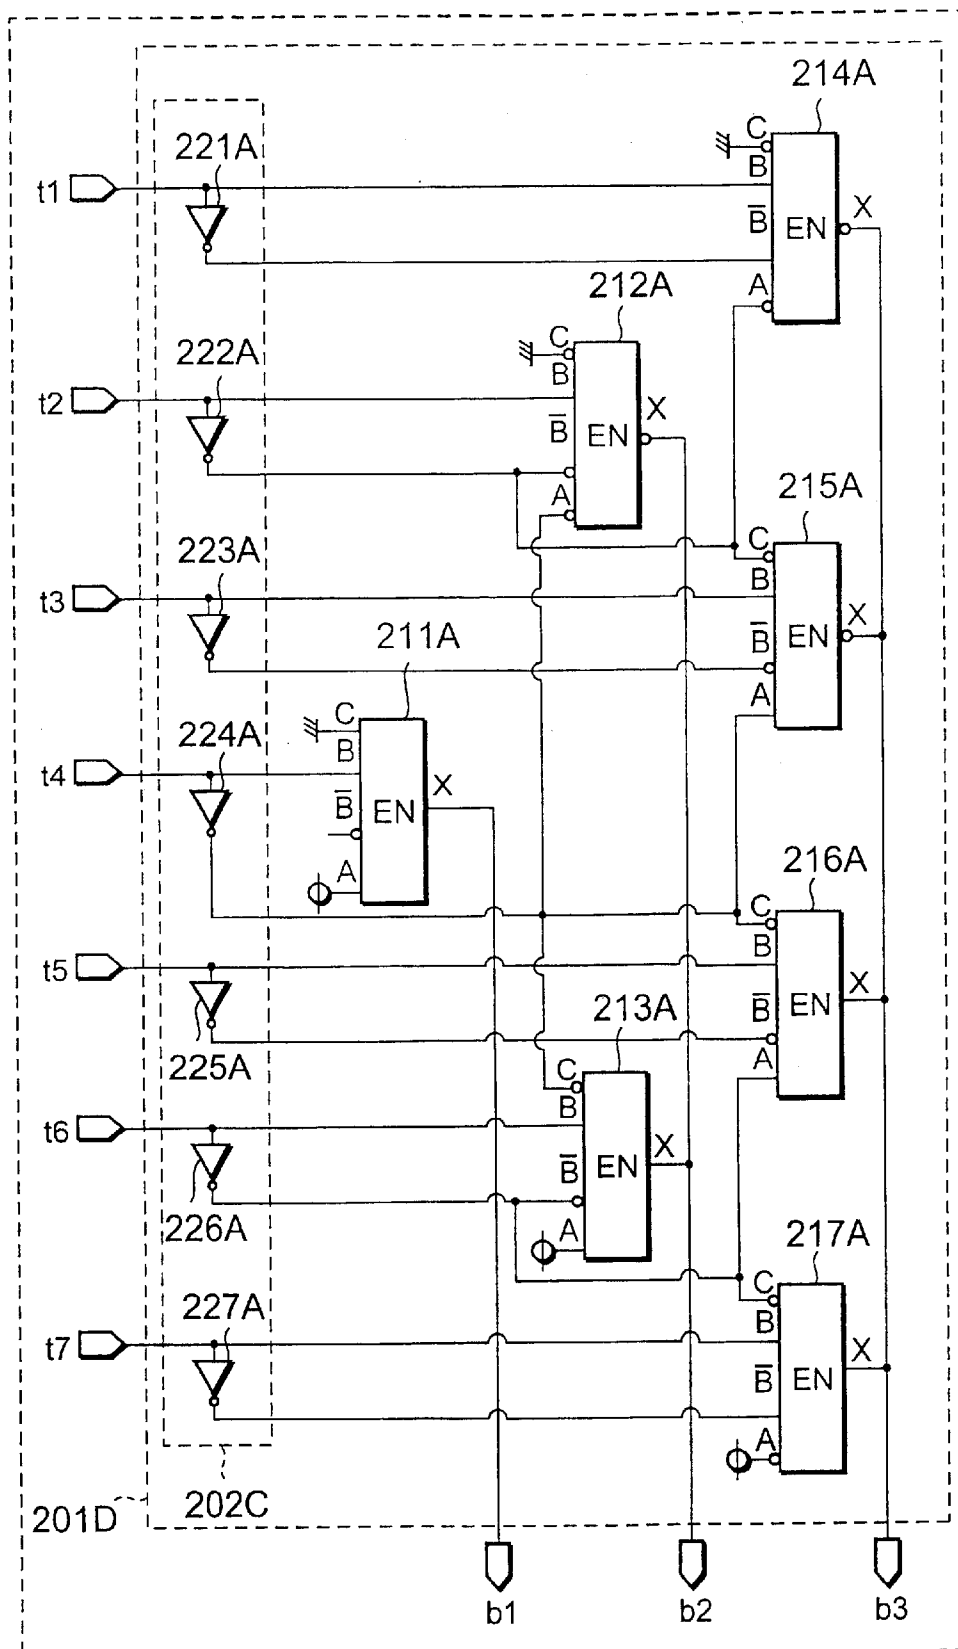 214A
221A
C
B
t1
X
B̅
EN
A
212A
222A
C
B
t2
X
B̅
EN
A
215A
223A
C
B
t3
X
211A
B̅
EN
A
224A
C
B
t4
X
B̅
EN
A
216A
C
B
t5
X
213A
B̅
EN
225A
A
C
B
t6
X
B̅
EN
226A
A
217A
227A
C
B
t7
X
B̅
EN
A
201D
202C
b1
b2
b3